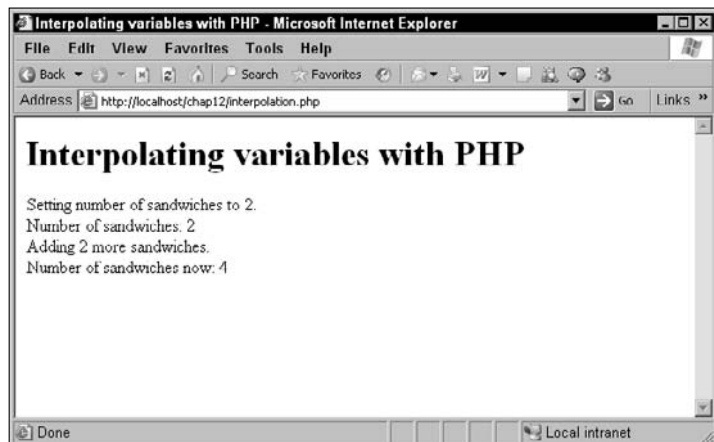 Interpolating variables with PHP - Microsoft Internet Explorer
File Edit View Favorites Tools Help
Back Search Favorites W
Address http://localhost/chap12/interpolation.php Go Links »
Interpolating variables with PHP
Setting number of sandwiches to 2.
Number of sandwiches: 2
Adding 2 more sandwiches.
Number of sandwiches now: 4
Done Local intranet